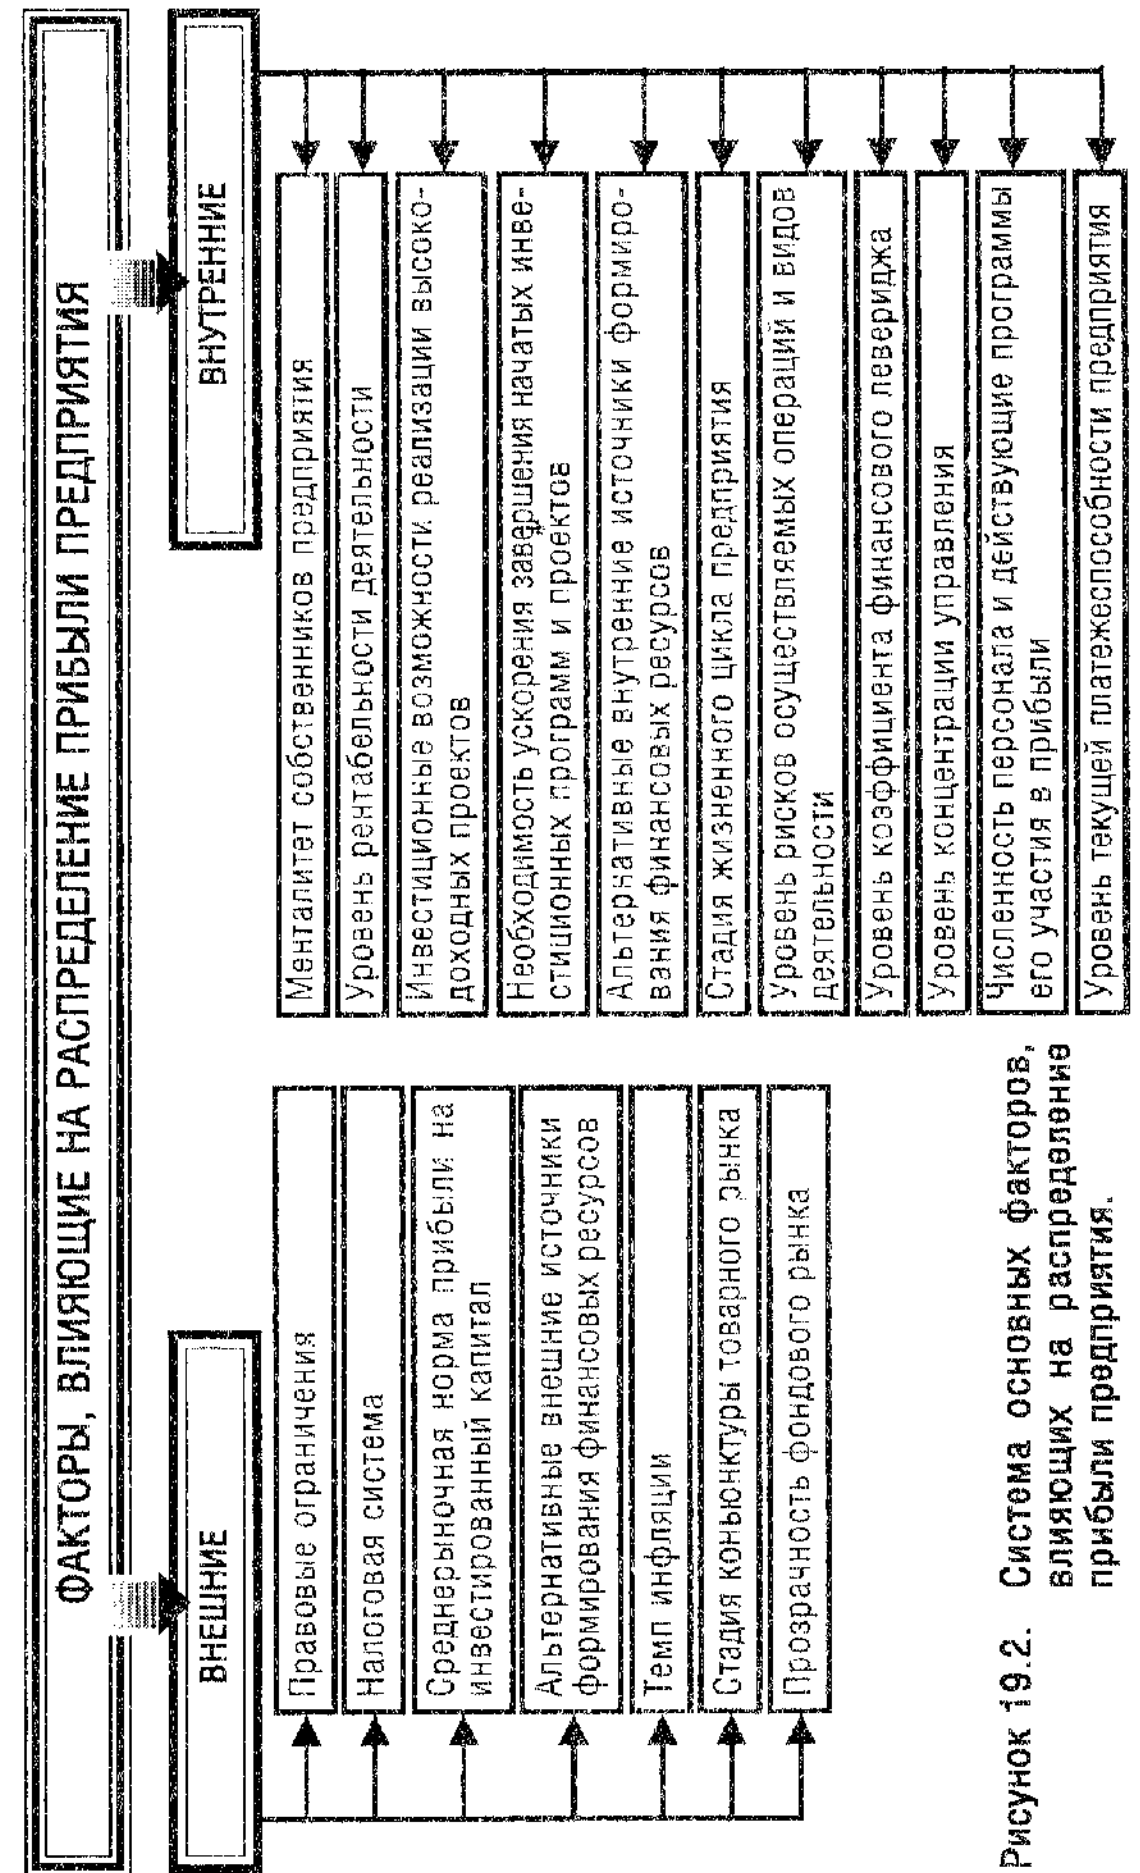 ФАКТОРЫ, ВЛИЯЮЩИЕ НА РАСПРЕДЕЛЕНИЕ ПРИБЫЛИ ПРЕДПРИЯТИЯ
ВНЕШНИЕ
Правовые ограничения
Налоговая система
Среднерыночная норма прибыли на
инвестированный капитал
Альтернативные внешние источники
формирования финансовых ресурсов
Темп инфляции
Стадия коньюнктуры товарного рынка
Прозрачность фондового рынка
ВНУТРЕННИЕ
Менталитет собственников предприятия
Уровень рентабельности деятельности
Инвестиционные возможности реализации высоко-
доходных проектов
Необходимость ускорения завершения начатых инве-
стиционных программ и проектов
Альтернативные внутренние источники формиро-
вания финансовых ресурсов
Стадия жизненного цикла предприятия
Уровень рисков осуществляемых операций и видов
деятельности
Уровень коэффициента финансового левериджа
Уровень концентрации управления
Численность персонала и действующие программы
его участия в прибыли
Уровень текущей платежеспособности предприятия
Рисунок 19.2. Система основных факторов,
влияющих на распределение
прибыли предприятия.